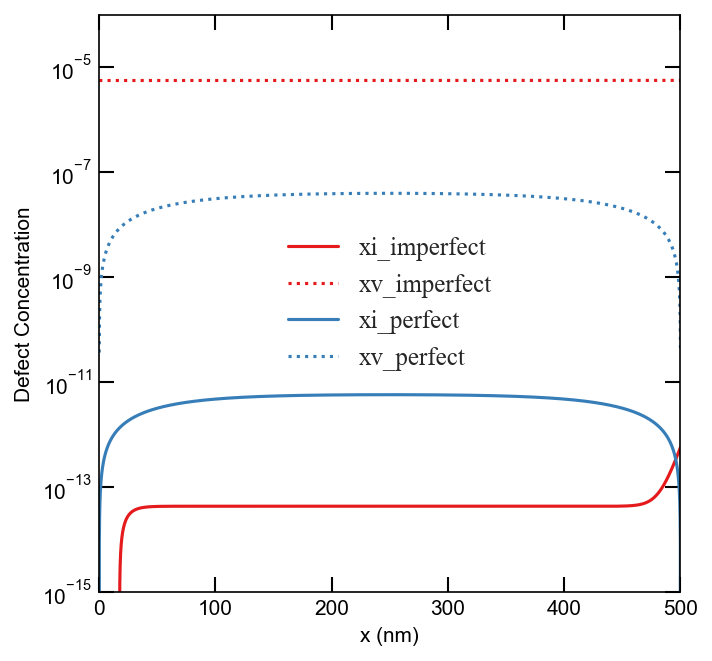 10⁻⁵
10⁻⁷
10⁻⁹
10⁻¹¹
10⁻¹³
10⁻¹⁵
Defect Concentration
xi_imperfect
xv_imperfect
xi_perfect
xv_perfect
0 100 200 300 400 500
x (nm)